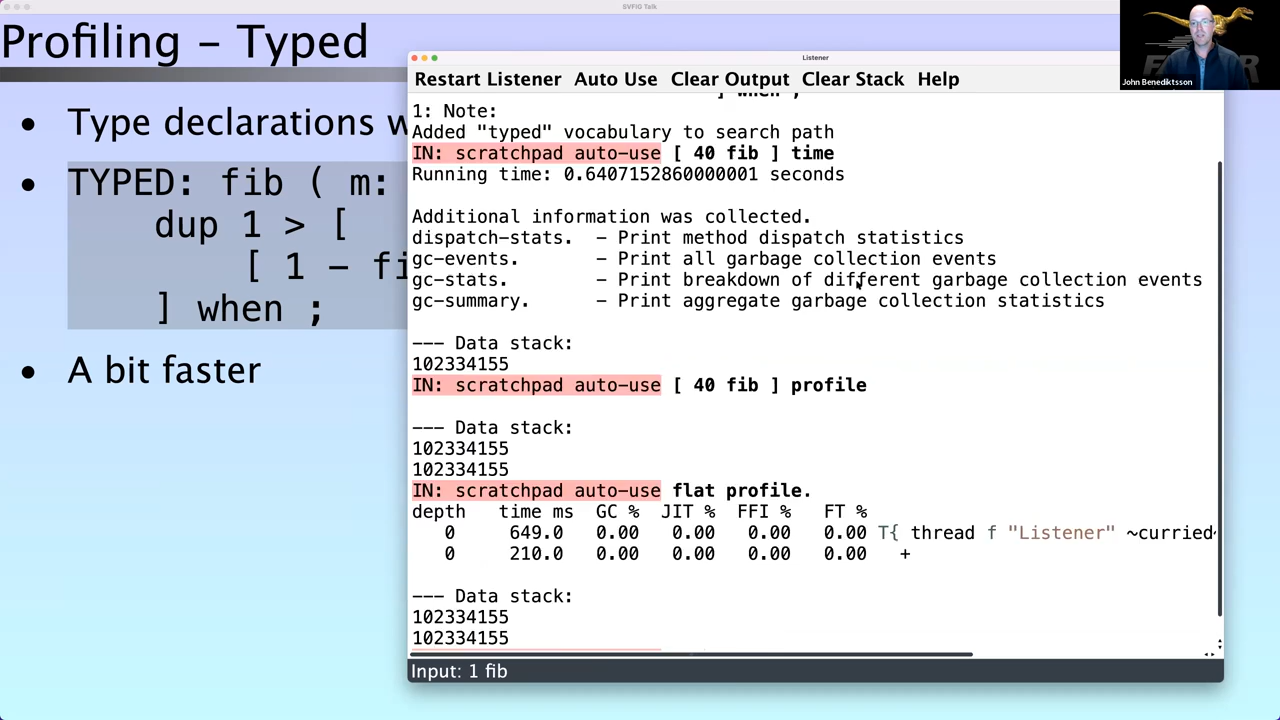 SVFIG Talk
Profiling - Typed
• Type declarations w
• TYPED: fib ( m:
dup 1 > [
[ 1 - fi
] when ;
• A bit faster
Listener
Restart Listener Auto Use Clear Output Clear Stack Help
] when ;
1: Note:
Added "typed" vocabulary to search path
IN: scratchpad auto-use [ 40 fib ] time
Running time: 0.6407152860000001 seconds
Additional information was collected.
dispatch-stats. - Print method dispatch statistics
gc-events. - Print all garbage collection events
gc-stats. - Print breakdown of different garbage collection events
gc-summary. - Print aggregate garbage collection statistics
--- Data stack:
102334155
IN: scratchpad auto-use [ 40 fib ] profile
--- Data stack:
102334155
102334155
IN: scratchpad auto-use flat profile.
depth time ms GC % JIT % FFI % FT %
0 649.0 0.00 0.00 0.00 0.00 T{ thread f "Listener" ~curried~
0 210.0 0.00 0.00 0.00 0.00 +
--- Data stack:
102334155
102334155
Input: 1 fib
John Benediktsson